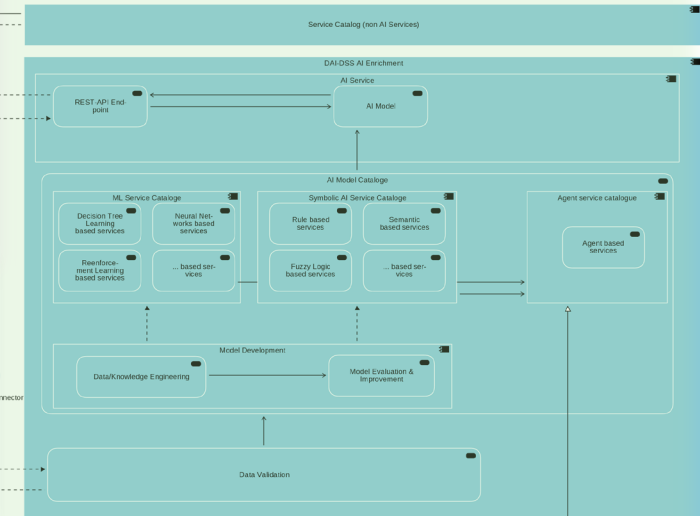 Service Catalog (non AI Services)
DAI-DSS AI Enrichment
AI Service
REST-API End-
point
AI Model
AI Model Cataloge
ML Service Cataloge
Decision Tree
Learning
based services
Neural Net-
works based
services
Reenforce-
ment Learning
based services
... based ser-
vices
Symbolic AI Service Cataloge
Rule based
services
Semantic
based services
Fuzzy Logic
based services
... based ser-
vices
Agent service catalogue
Agent based
services
Model Development
Data/Knowledge Engineering
Model Evaluation &
Improvement
nnector
Data Validation